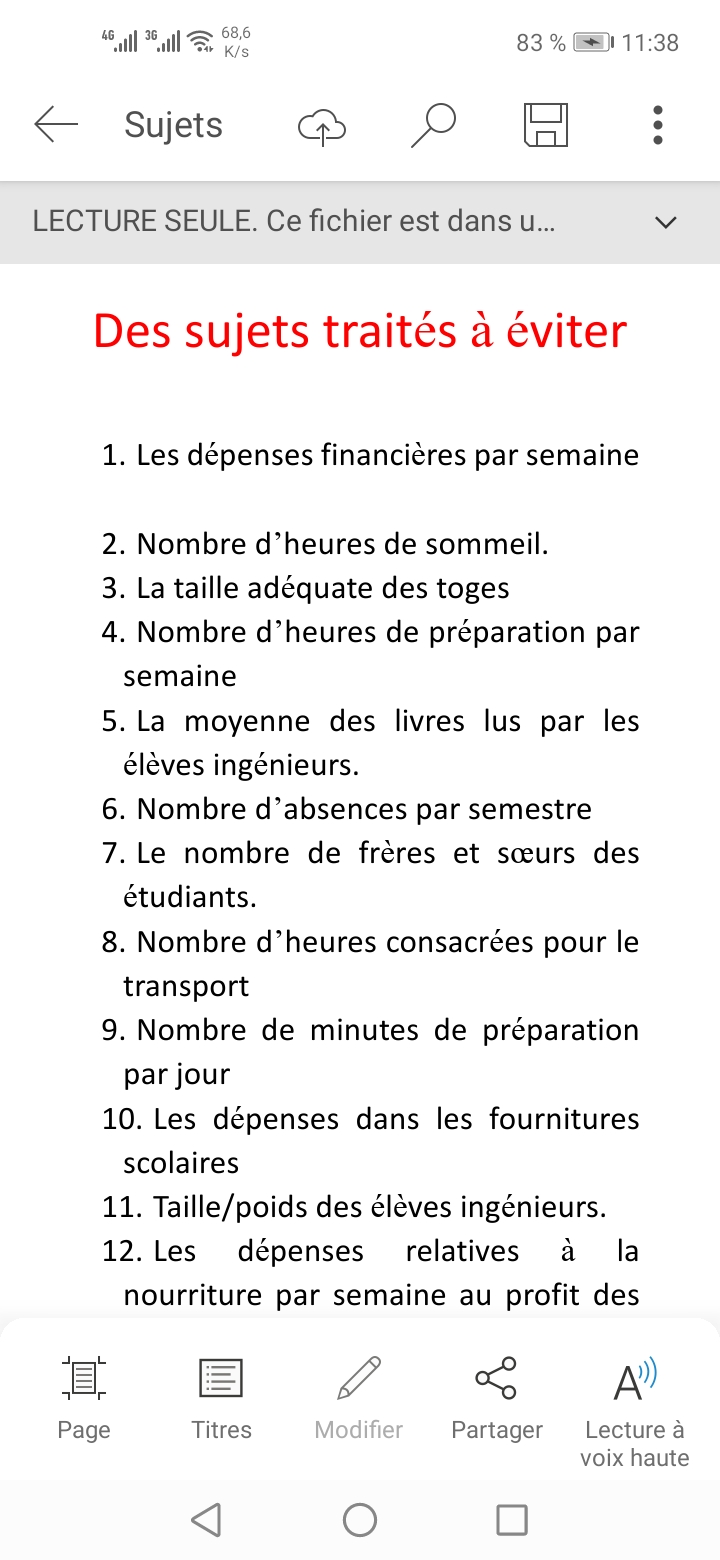 4G 3G 68,6 K/s 83 % 11:38
Sujets
LECTURE SEULE. Ce fichier est dans u...
Des sujets traités à éviter
1. Les dépenses financières par semaine
2. Nombre d’heures de sommeil.
3. La taille adéquate des toges
4. Nombre d’heures de préparation par
semaine
5. La moyenne des livres lus par les
élèves ingénieurs.
6. Nombre d’absences par semestre
7. Le nombre de frères et sœurs des
étudiants.
8. Nombre d’heures consacrées pour le
transport
9. Nombre de minutes de préparation
par jour
10. Les dépenses dans les fournitures
scolaires
11. Taille/poids des élèves ingénieurs.
12. Les dépenses relatives à la
nourriture par semaine au profit des
Page Titres Modifier Partager Lecture à
voix haute